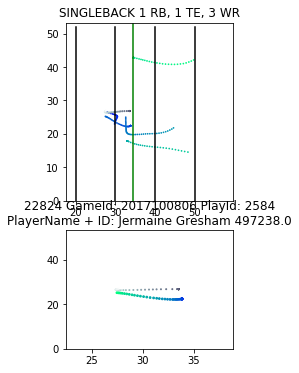 SINGLEBACK 1 RB, 1 TE, 3 WR
50
40
30
20
10
0
20 30 40 50
22824 GameId: 2017100806 PlayId: 2584
PlayerName + ID: Jermaine Gresham 497238.0
40
20
0
25 30 35